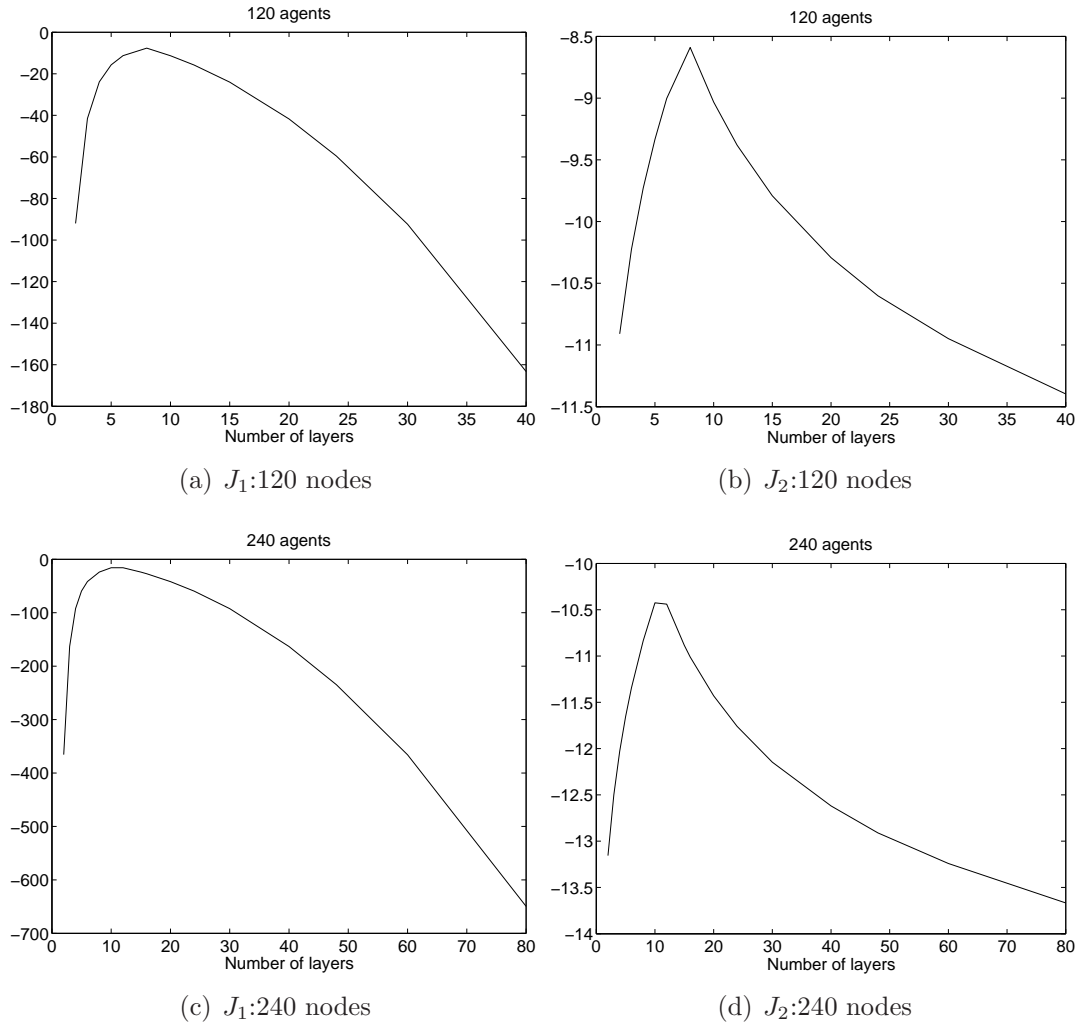 120 agents
0
−20
−40
−60
−80
−100
−120
−140
−160
−180
0 5 10 15 20 25 30 35 40
Number of layers
(a) J1:120 nodes
120 agents
−8.5
−9
−9.5
−10
−10.5
−11
−11.5
0 5 10 15 20 25 30 35 40
Number of layers
(b) J2:120 nodes
240 agents
0
−100
−200
−300
−400
−500
−600
−700
0 10 20 30 40 50 60 70 80
Number of layers
(c) J1:240 nodes
240 agents
−10
−10.5
−11
−11.5
−12
−12.5
−13
−13.5
−14
0 10 20 30 40 50 60 70 80
Number of layers
(d) J2:240 nodes